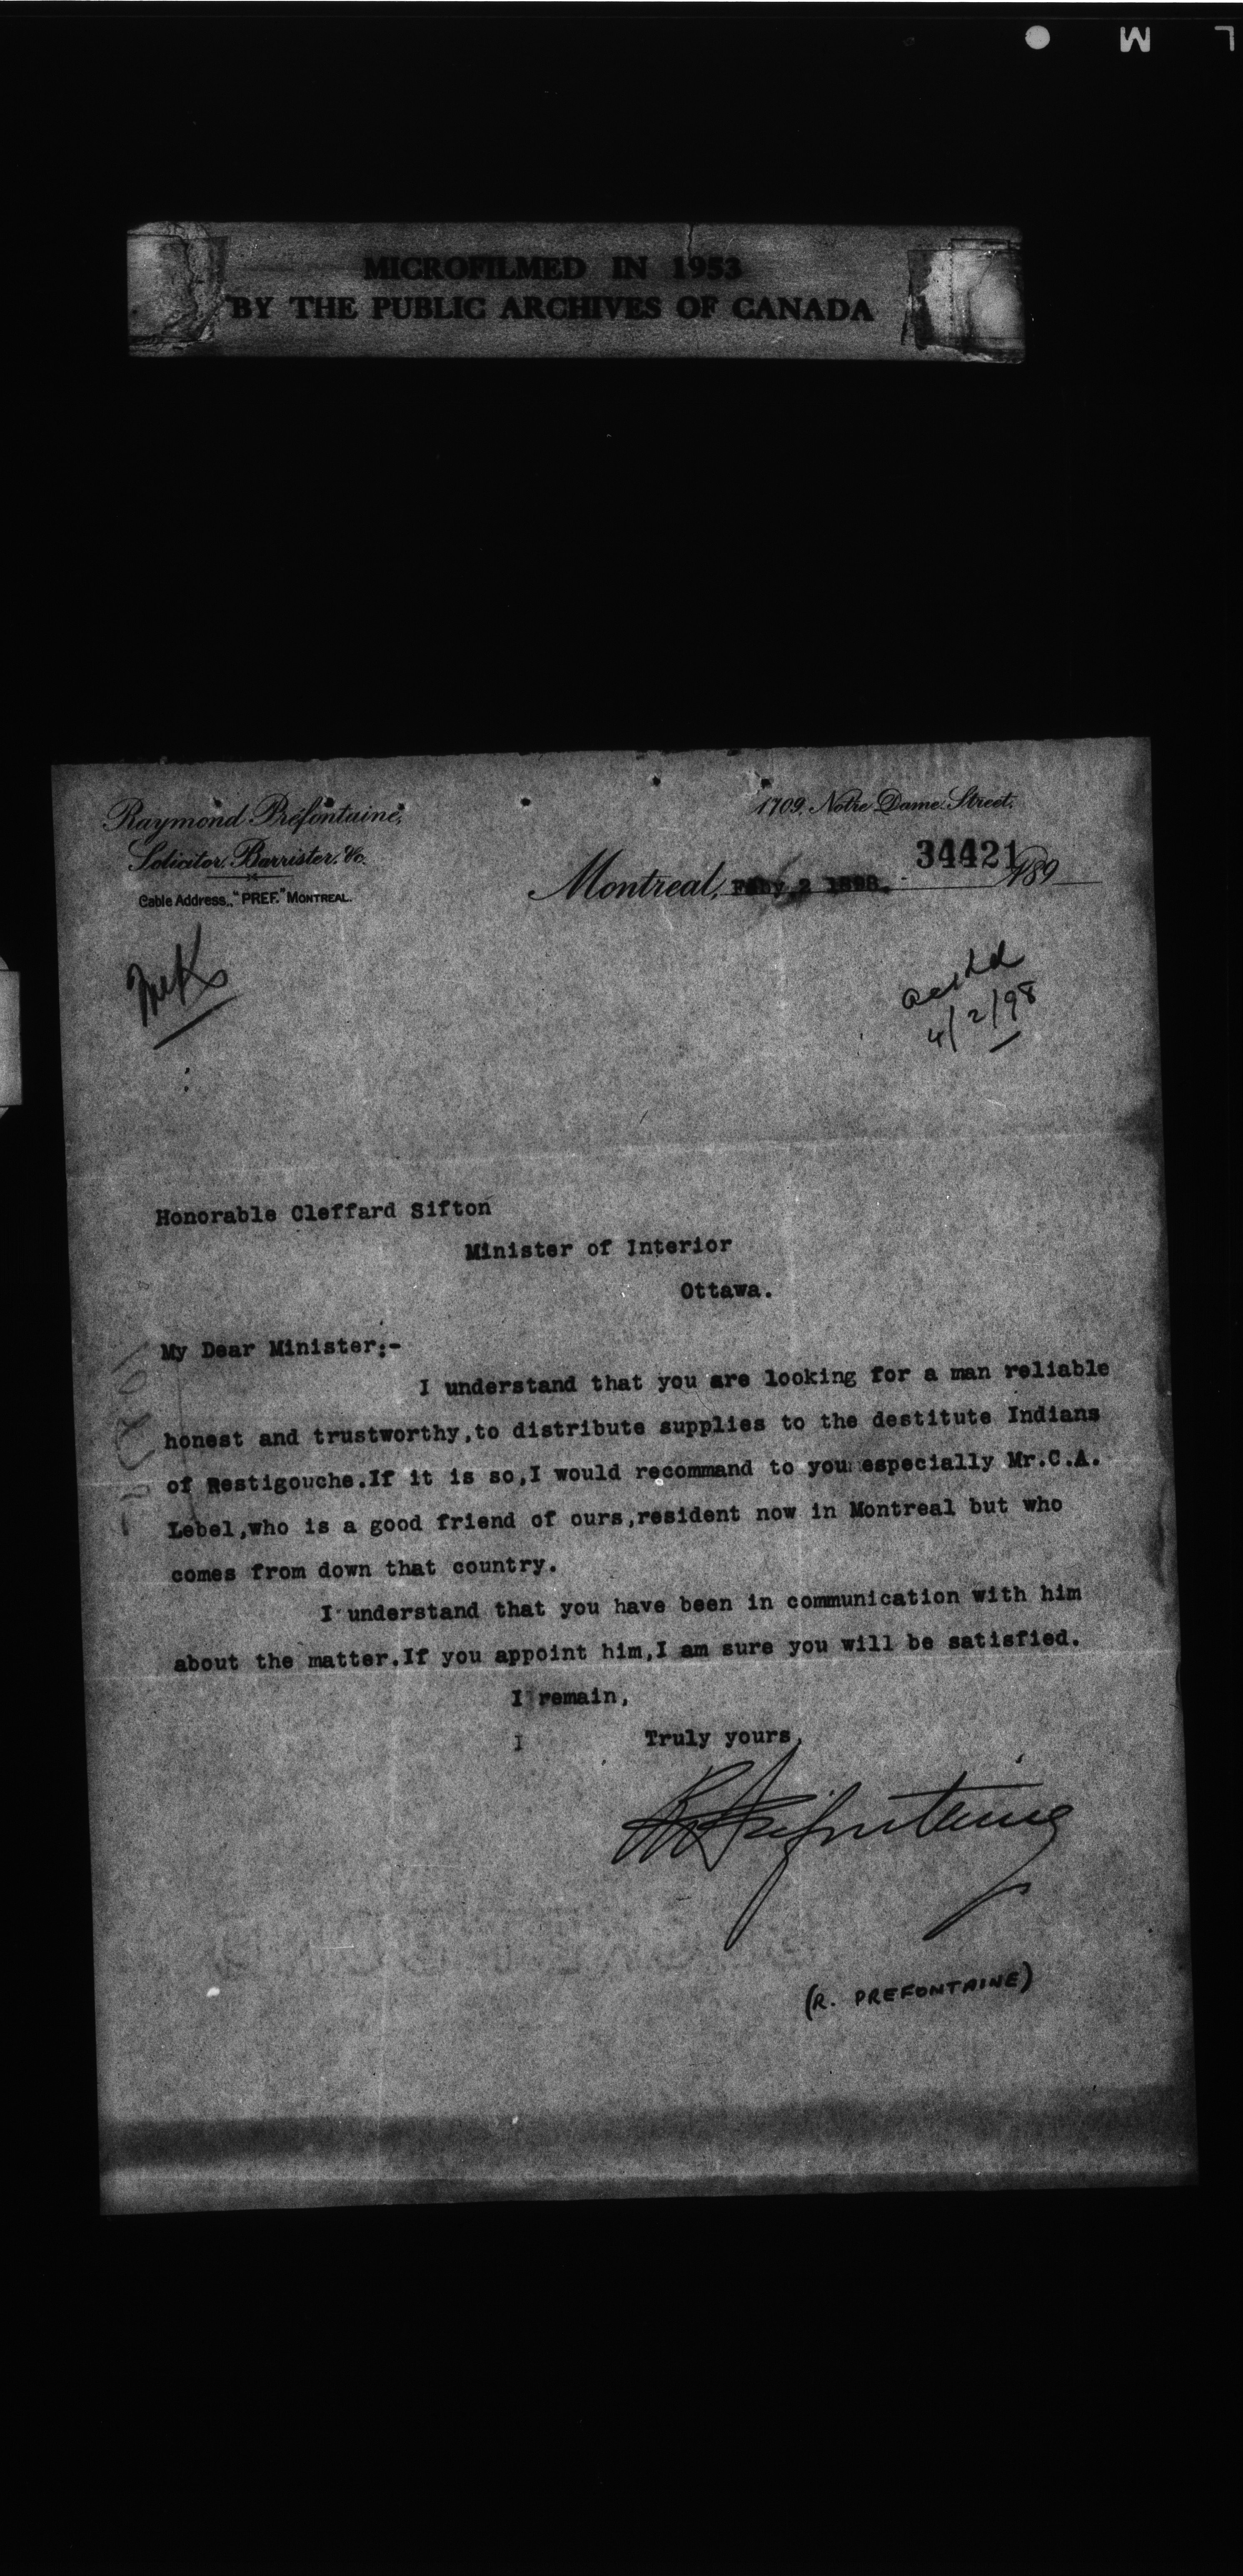 MICROFILMED IN 1953
BY THE PUBLIC ARCHIVES OF CANADA
Raymond Préfontaine,
Solicitor, Barrister, &c.
Cable Address, "PREF." MONTREAL.
1709, Notre Dame Street,
34421
Montreal, Feby 2 1898. 189
4/2/98
Honorable Cleffard Sifton
Minister of Interior
Ottawa.
My Dear Minister:-
I understand that you are looking for a man reliable
honest and trustworthy,to distribute supplies to the destitute Indians
of Restigouche.If it is so,I would recommand to you especially Mr.C.A.
Lebel,who is a good friend of ours,resident now in Montreal but who
comes from down that country.
I understand that you have been in communication with him
about the matter.If you appoint him,I am sure you will be satisfied.
I remain,
I Truly yours,
R Prefontaine
(R. PREFONTAINE)